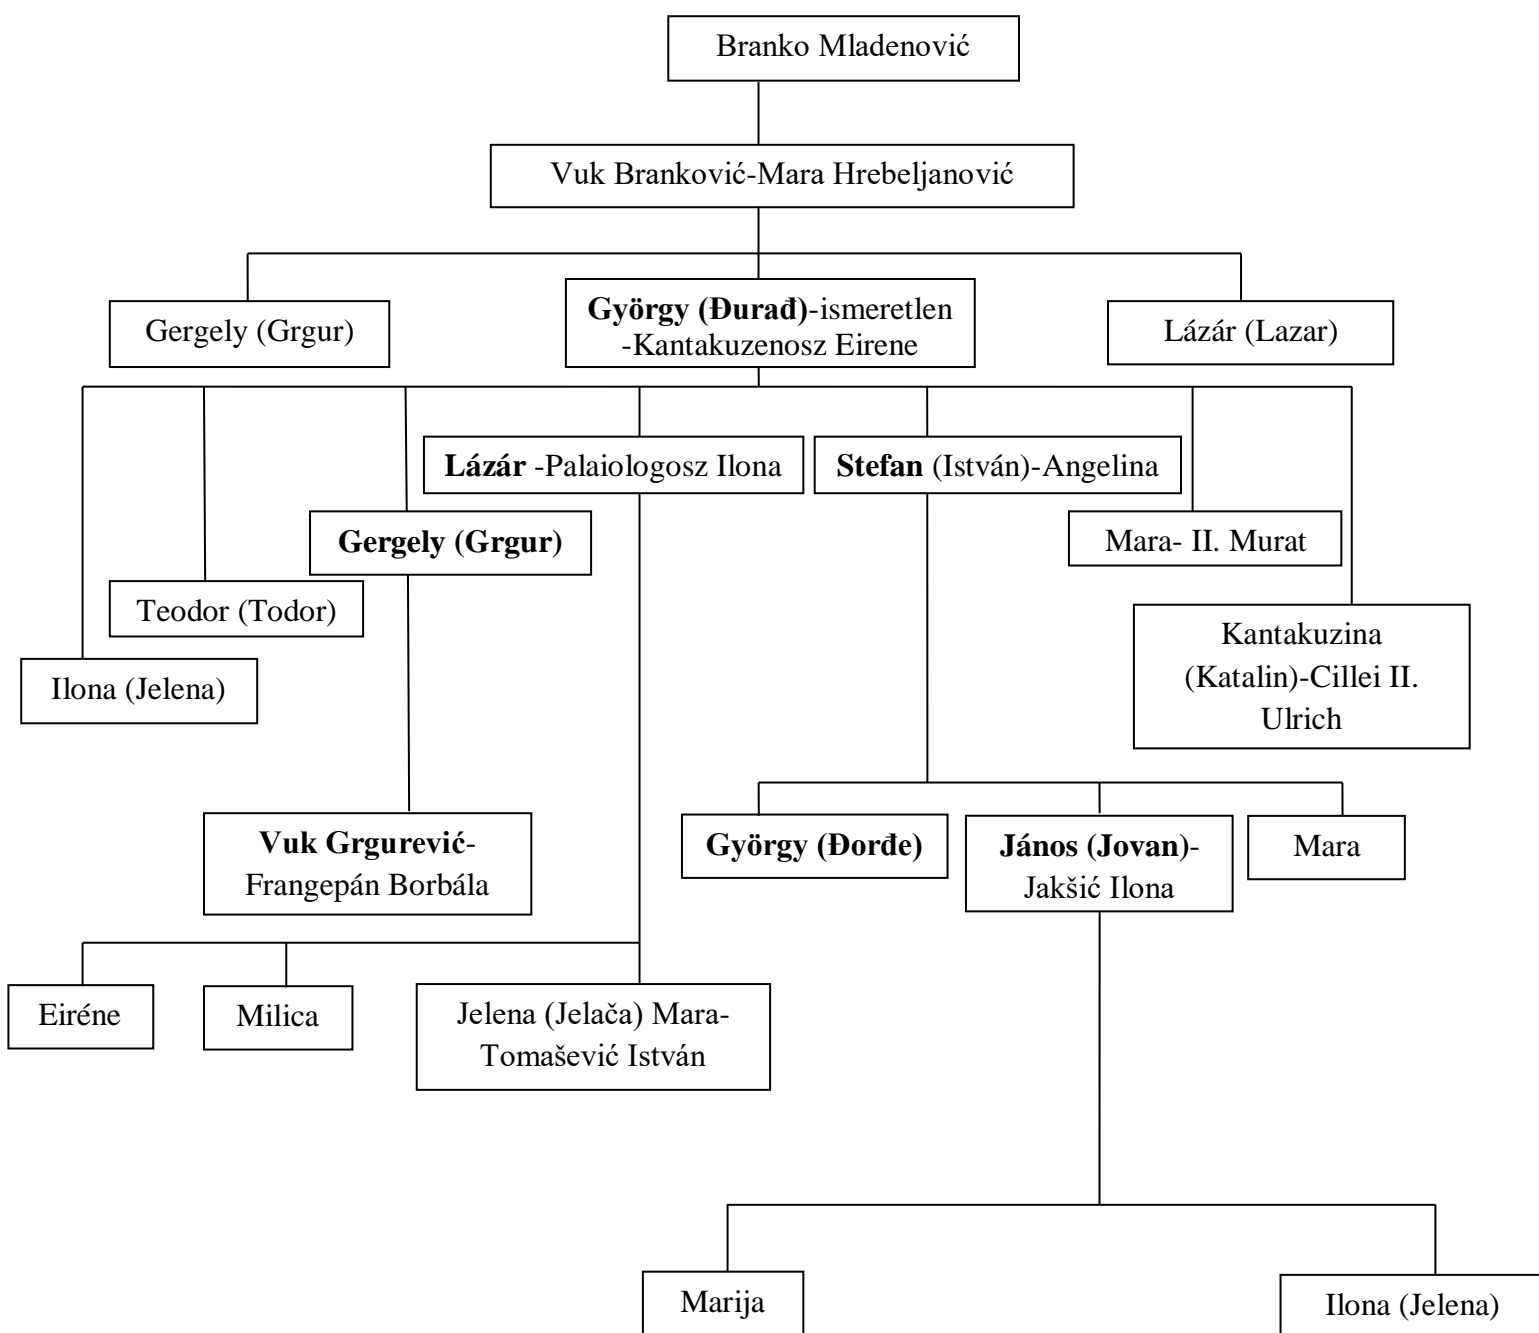 Branko Mladenović
Vuk Branković-Mara Hrebeljanović
Gergely (Grgur)
György (Đurađ)-ismeretlen
-Kantakuzenosz Eirene
Lázár (Lazar)
Lázár -Palaiologosz Ilona
Stefan (István)-Angelina
Gergely (Grgur)
Mara- II. Murat
Teodor (Todor)
Ilona (Jelena)
Kantakuzina
(Katalin)-Cillei II.
Ulrich
Vuk Grgurević-
Frangepán Borbála
György (Đorđe)
János (Jovan)-
Jakšić Ilona
Mara
Eiréne
Milica
Jelena (Jelača) Mara-
Tomašević István
Marija
Ilona (Jelena)